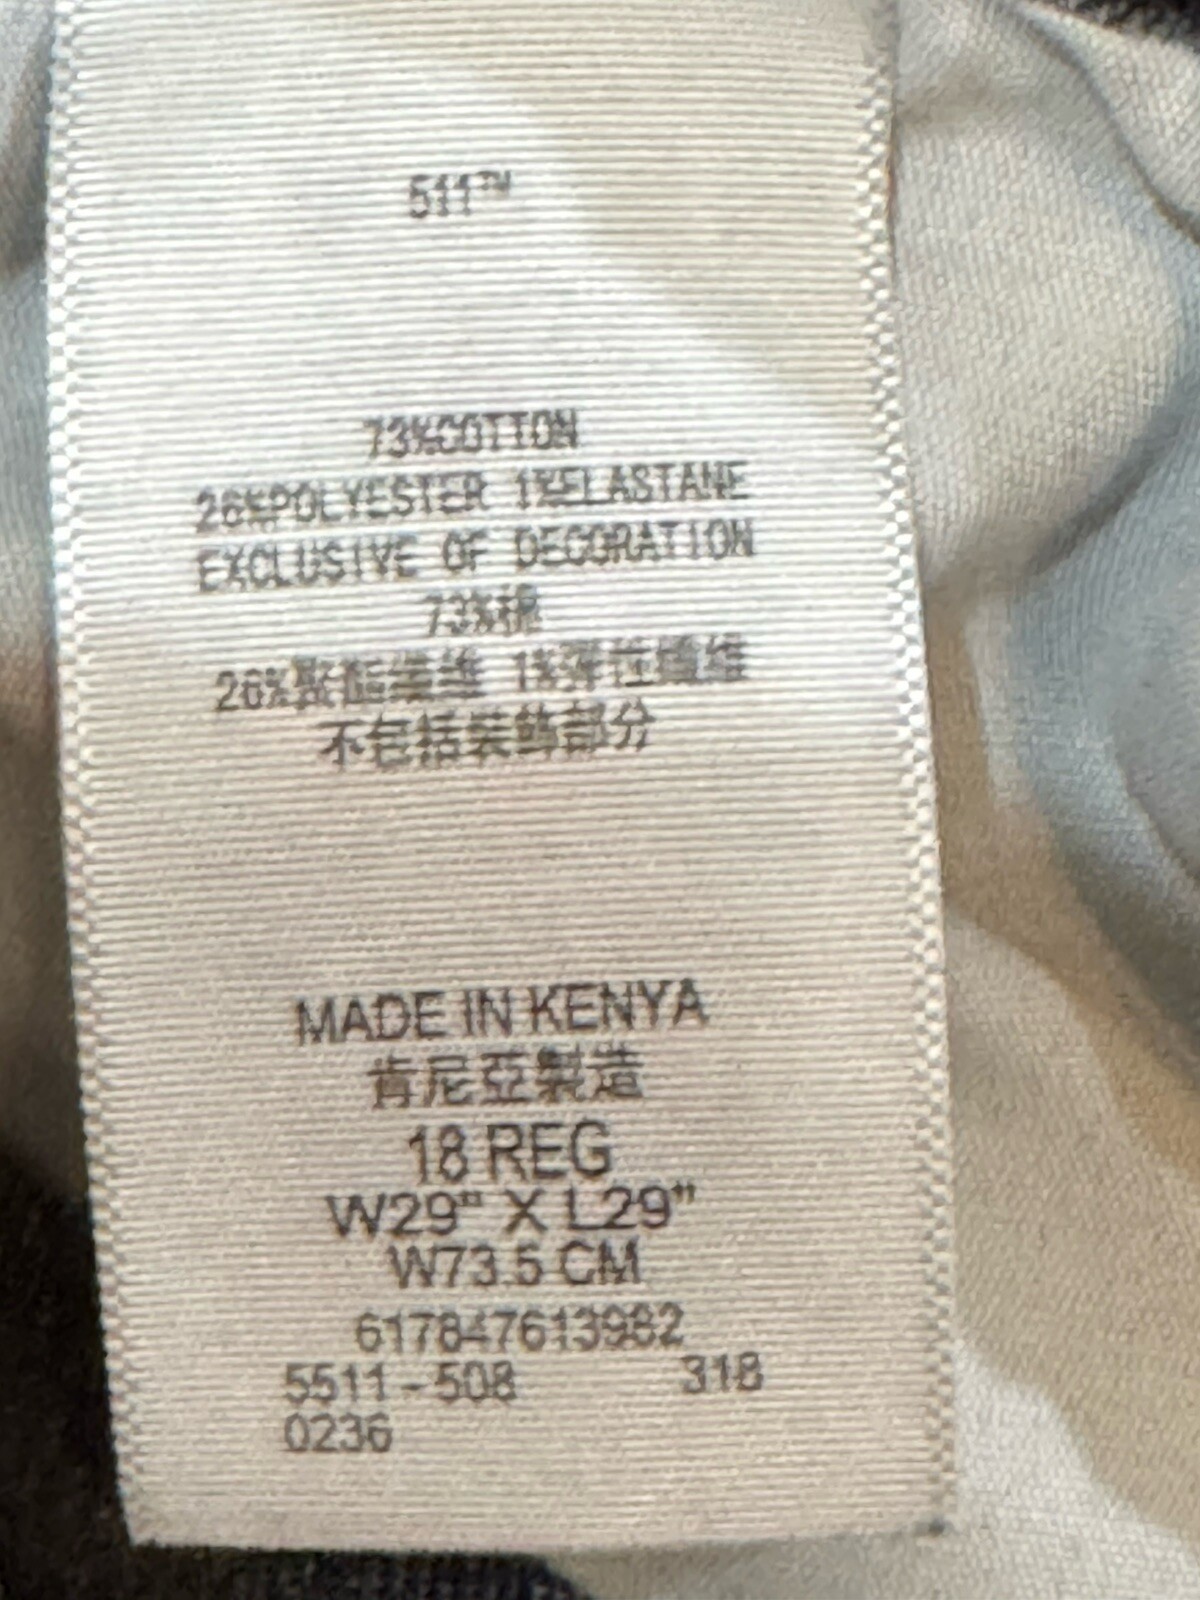 511™
73%COTTON
26%POLYESTER 1%ELASTANE
EXCLUSIVE OF DECORATION
73%棉
26%聚酯纖維 1%彈性纖維
不包括裝飾部分
MADE IN KENYA
肯尼亞製造
18 REG
W29" X L29"
W73.5 CM
617847613982
5511-508 318
0236